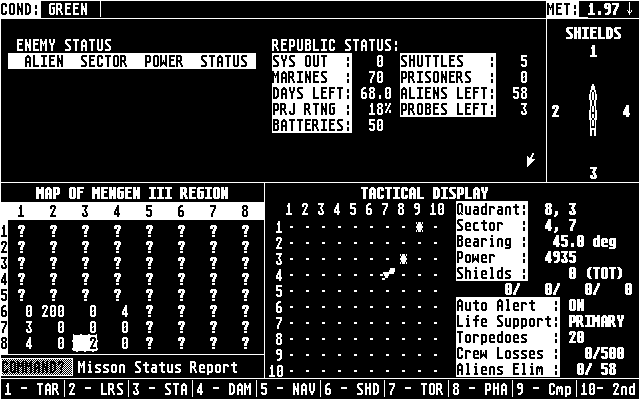 COND: GREEN MET: 1.97 ↓
SHIELDS
1
2 4
3
ENEMY STATUS
ALIEN SECTOR POWER STATUS
REPUBLIC STATUS:
SYS OUT : 0 SHUTTLES : 5
MARINES : 70 PRISONERS : 0
DAYS LEFT: 68.0 ALIENS LEFT: 58
PRJ RTNG : 18% PROBES LEFT: 3
BATTERIES: 50
MAP OF MENGEN III REGION
1 2 3 4 5 6 7 8
1 ? ? ? ? ? ? ? ?
2 ? ? ? ? ? ? ? ?
3 ? ? ? ? ? ? ? ?
4 ? ? ? ? ? ? ? ?
5 ? ? ? ? ? ? ? ?
6 0 200 0 4 ? ? ? ?
7 3 0 0 0 ? ? ? ?
8 4 0 2 0 ? ? ? ?
COMMAND? Misson Status Report
TACTICAL DISPLAY
1 2 3 4 5 6 7 8 9 10
1 - - - - - - - - * -
2 - - - - - - - - - -
3 - - - - - - - * - -
4 - - - - - - - - -
5 - - - - - - - - - -
6 - - - - - - - - - -
7 - - - - - - - - - -
8 - - - - - - - - - -
9 - - - - - - - - - -
10 - - - - - - - - - -
Quadrant: 8, 3
Sector : 4, 7
Bearing : 45.0 deg
Power : 4935
Shields : 0 (TOT)
0/ 0/ 0/ 0
Auto Alert : ON
Life Support: PRIMARY
Torpedoes : 20
Crew Losses : 0/500
Aliens Elim : 0/ 58
1 - TAR│2 - LRS│3 - STA│4 - DAM│5 - NAV│6 - SHD│7 - TOR│8 - PHA│9 - Cmp│10- 2nd